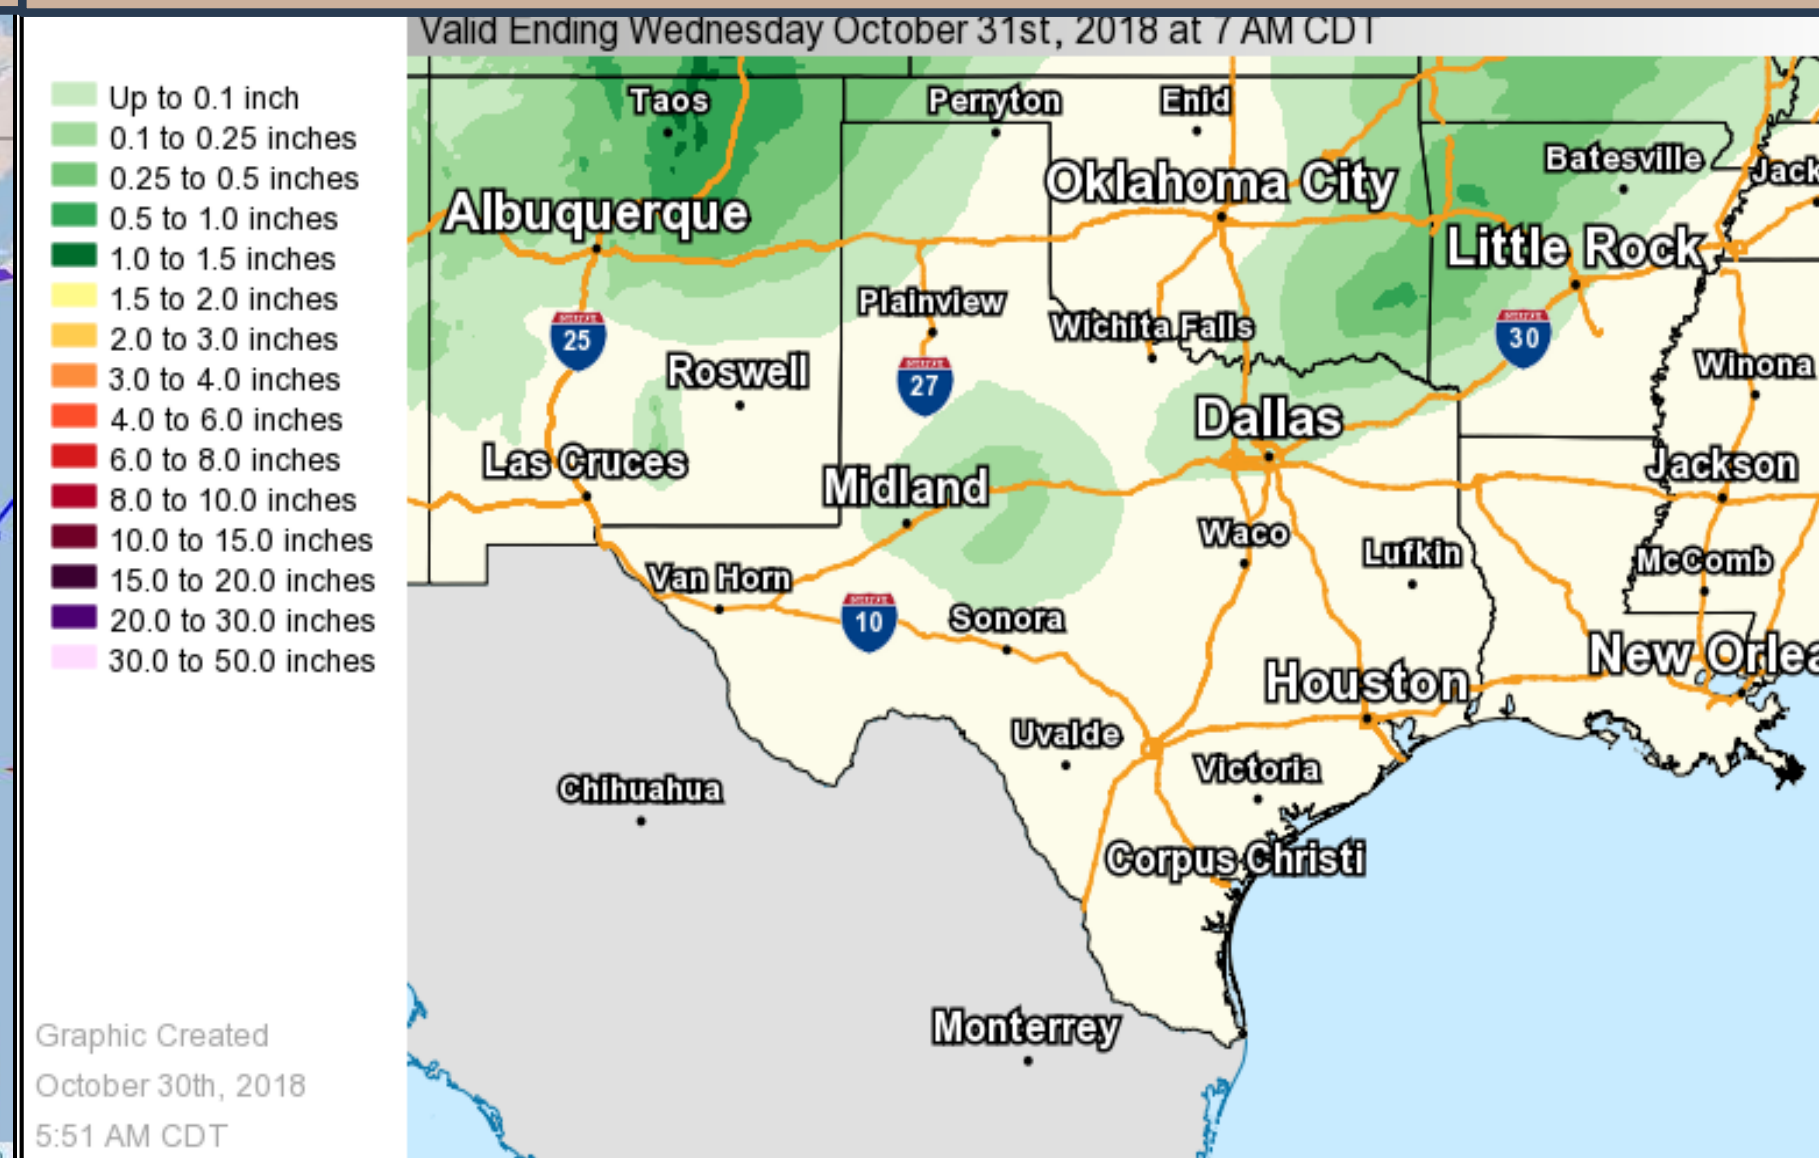 Valid Ending Wednesday October 31st, 2018 at 7 AM CDT
Up to 0.1 inch
0.1 to 0.25 inches
0.25 to 0.5 inches
0.5 to 1.0 inches
1.0 to 1.5 inches
1.5 to 2.0 inches
2.0 to 3.0 inches
3.0 to 4.0 inches
4.0 to 6.0 inches
6.0 to 8.0 inches
8.0 to 10.0 inches
10.0 to 15.0 inches
15.0 to 20.0 inches
20.0 to 30.0 inches
30.0 to 50.0 inches
Graphic Created
October 30th, 2018
5:51 AM CDT
Taos
Perryton
Enid
Batesville
Jack
Oklahoma City
Albuquerque
Little Rock
Plainview
Wichita Falls
25
30
Roswell
27
Winona
Dallas
Las Cruces
Midland
Jackson
Waco
Lufkin
McComb
Van Horn
10
Sonora
New Orlea
Houston
Uvalde
Victoria
Chihuahua
Corpus Christi
Monterrey